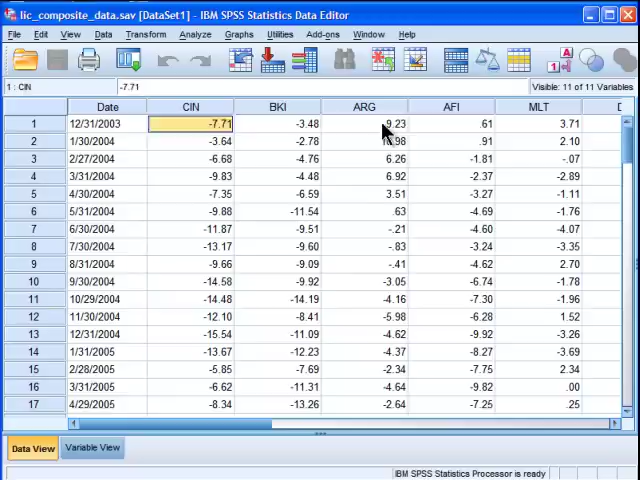 lic_composite_data.sav [DataSet1] - IBM SPSS Statistics Data Editor
File Edit View Data Transform Analyze Graphs Utilities Add-ons Window Help
1 : CIN -7.71 Visible: 11 of 11 Variables
Date CIN BKI ARG AFI MLT
1 12/31/2003 -7.71 -3.48 9.23 .61 3.71
2 1/30/2004 -3.64 -2.78 .98 .91 2.10
3 2/27/2004 -6.68 -4.76 6.26 -1.81 -.07
4 3/31/2004 -9.83 -4.48 6.92 -2.37 -2.89
5 4/30/2004 -7.35 -6.59 3.51 -3.27 -1.11
6 5/31/2004 -9.88 -11.54 .63 -4.69 -1.76
7 6/30/2004 -11.87 -9.51 -.21 -4.60 -4.07
8 7/30/2004 -13.17 -9.60 -.83 -3.24 -3.35
9 8/31/2004 -9.66 -9.09 -.41 -4.62 2.70
10 9/30/2004 -14.58 -9.92 -3.05 -6.74 -1.78
11 10/29/2004 -14.48 -14.19 -4.16 -7.30 -1.96
12 11/30/2004 -12.10 -8.41 -5.98 -6.28 1.52
13 12/31/2004 -15.54 -11.09 -4.62 -9.92 -3.26
14 1/31/2005 -13.67 -12.23 -4.37 -8.27 -3.69
15 2/28/2005 -5.85 -7.69 -2.34 -7.75 2.34
16 3/31/2005 -6.62 -11.31 -4.64 -9.82 .00
17 4/29/2005 -8.34 -13.26 -2.64 -7.25 .25
Data View Variable View
IBM SPSS Statistics Processor is ready